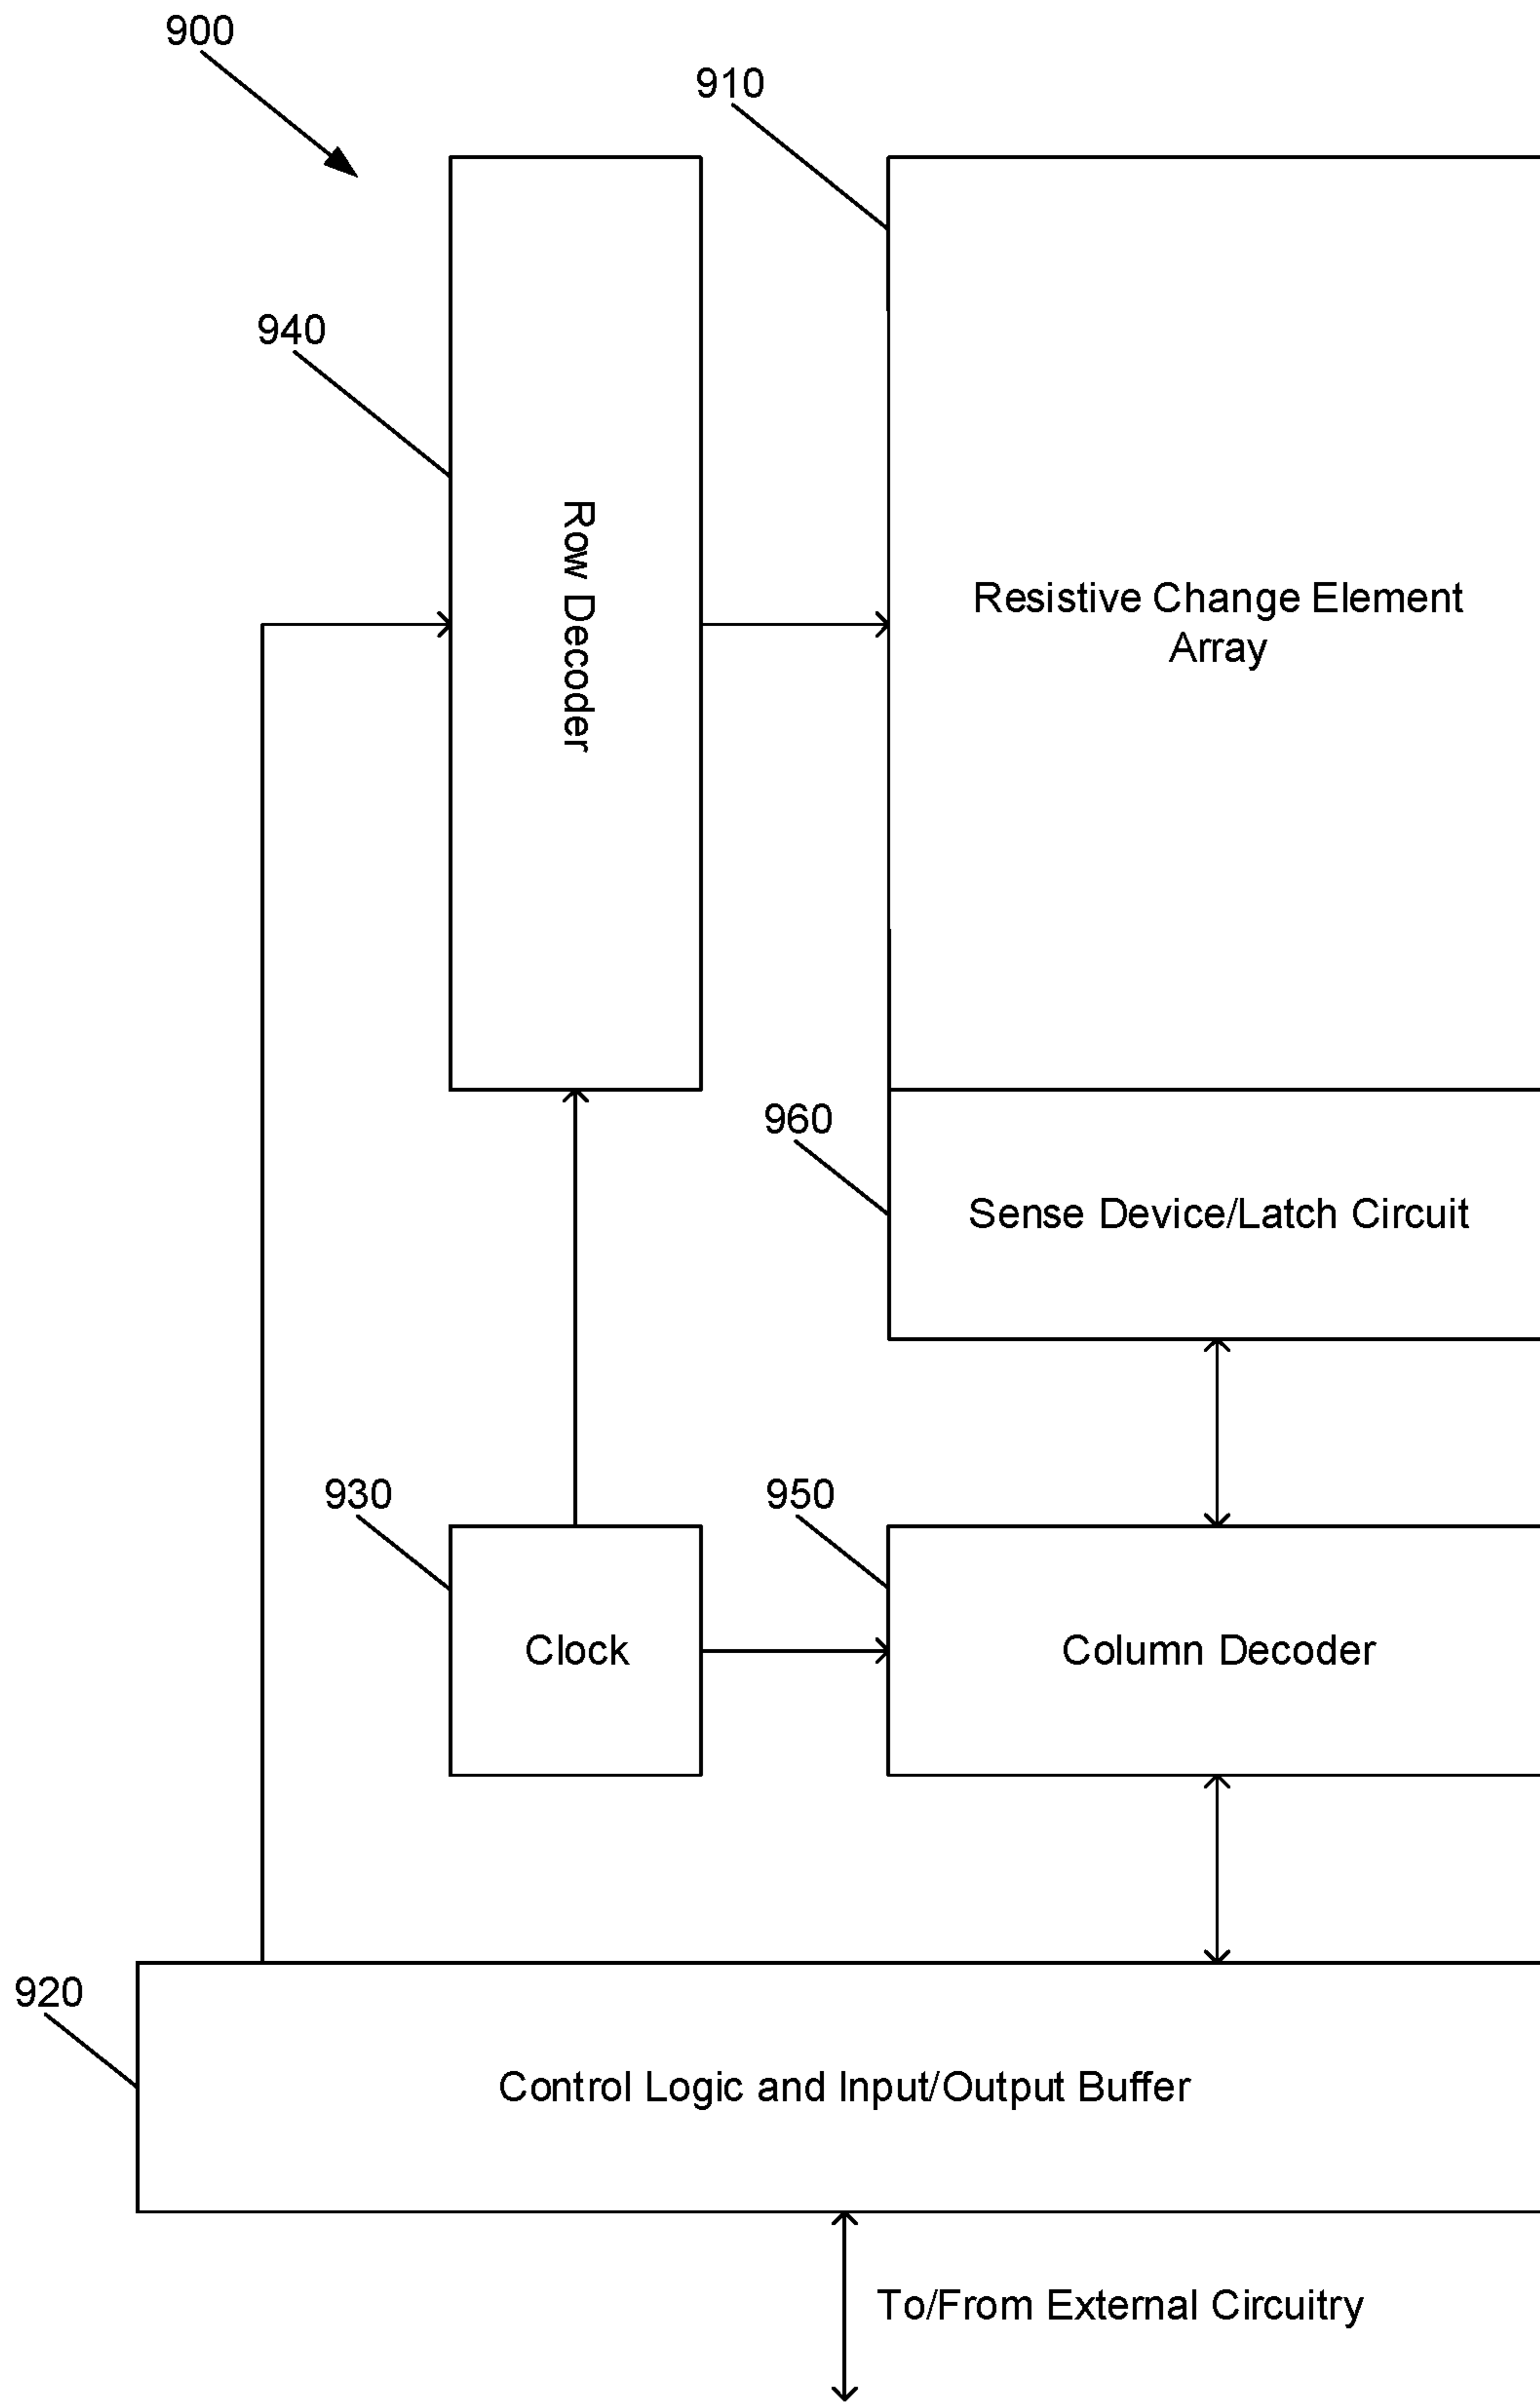 900
910
940
Row Decoder
Resistive Change Element
Array
960
Sense Device/Latch Circuit
930
950
Clock
Column Decoder
920
Control Logic and Input/Output Buffer
To/From External Circuitry